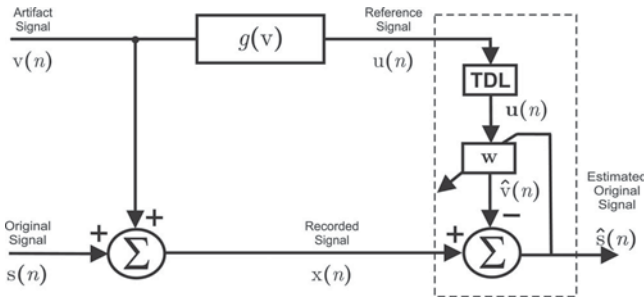 Artifact
Signal
v(n)
g(v)
Reference
Signal
u(n)
TDL
u(n)
w
v̂(n)
Estimated
Original
Signal
ŝ(n)
Original
Signal
s(n)
+
+
Σ
Recorded
Signal
x(n)
+
−
Σ